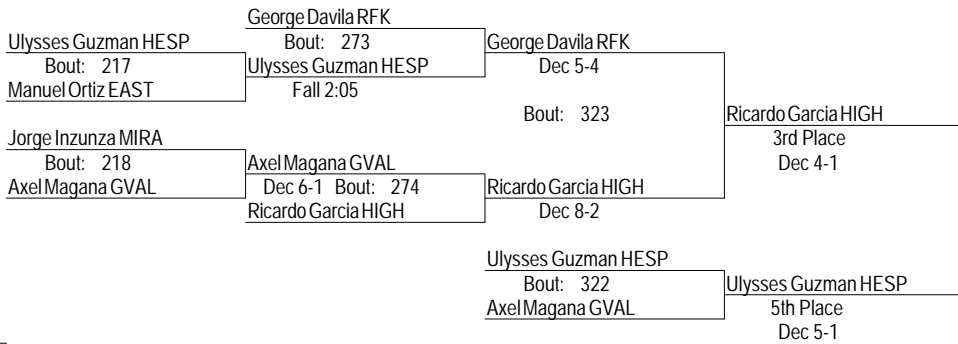 George Davila RFK
Ulysses Guzman HESP
Bout: 273
George Davila RFK
Bout: 217
Ulysses Guzman HESP
Dec 5-4
Manuel Ortiz EAST
Fall 2:05
Bout: 323
Ricardo Garcia HIGH
Jorge Inzunza MIRA
3rd Place
Bout: 218
Axel Magana GVAL
Dec 4-1
Axel Magana GVAL
Dec 6-1 Bout: 274
Ricardo Garcia HIGH
Ricardo Garcia HIGH
Dec 8-2
Ulysses Guzman HESP
Bout: 322
Ulysses Guzman HESP
Axel Magana GVAL
5th Place
Dec 5-1